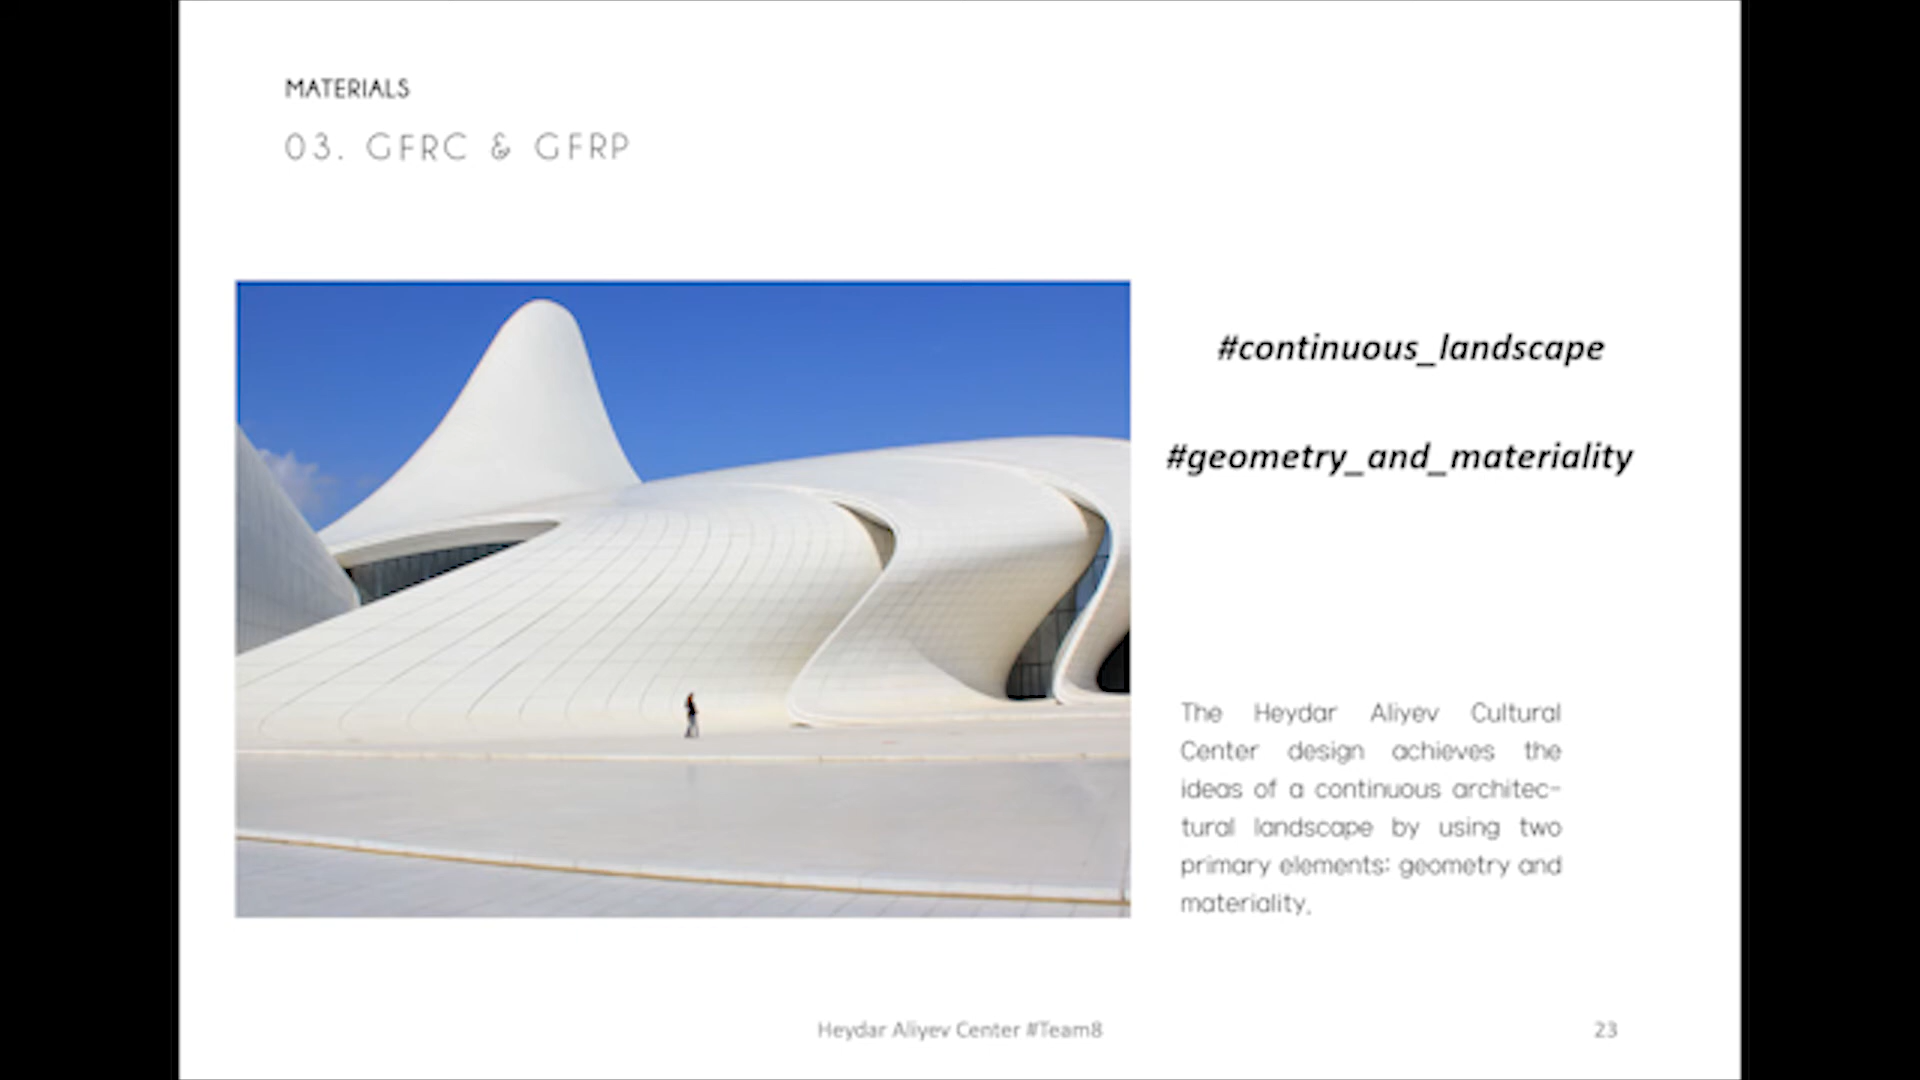 MATERIALS
03. GFRC & GFRP
#continuous_landscape
#geometry_and_materiality
The Heydar Aliyev Cultural
Center design achieves the
ideas of a continuous architec-
tural landscape by using two
primary elements: geometry and
materiality.
Heydar Aliyev Center #Team8
23